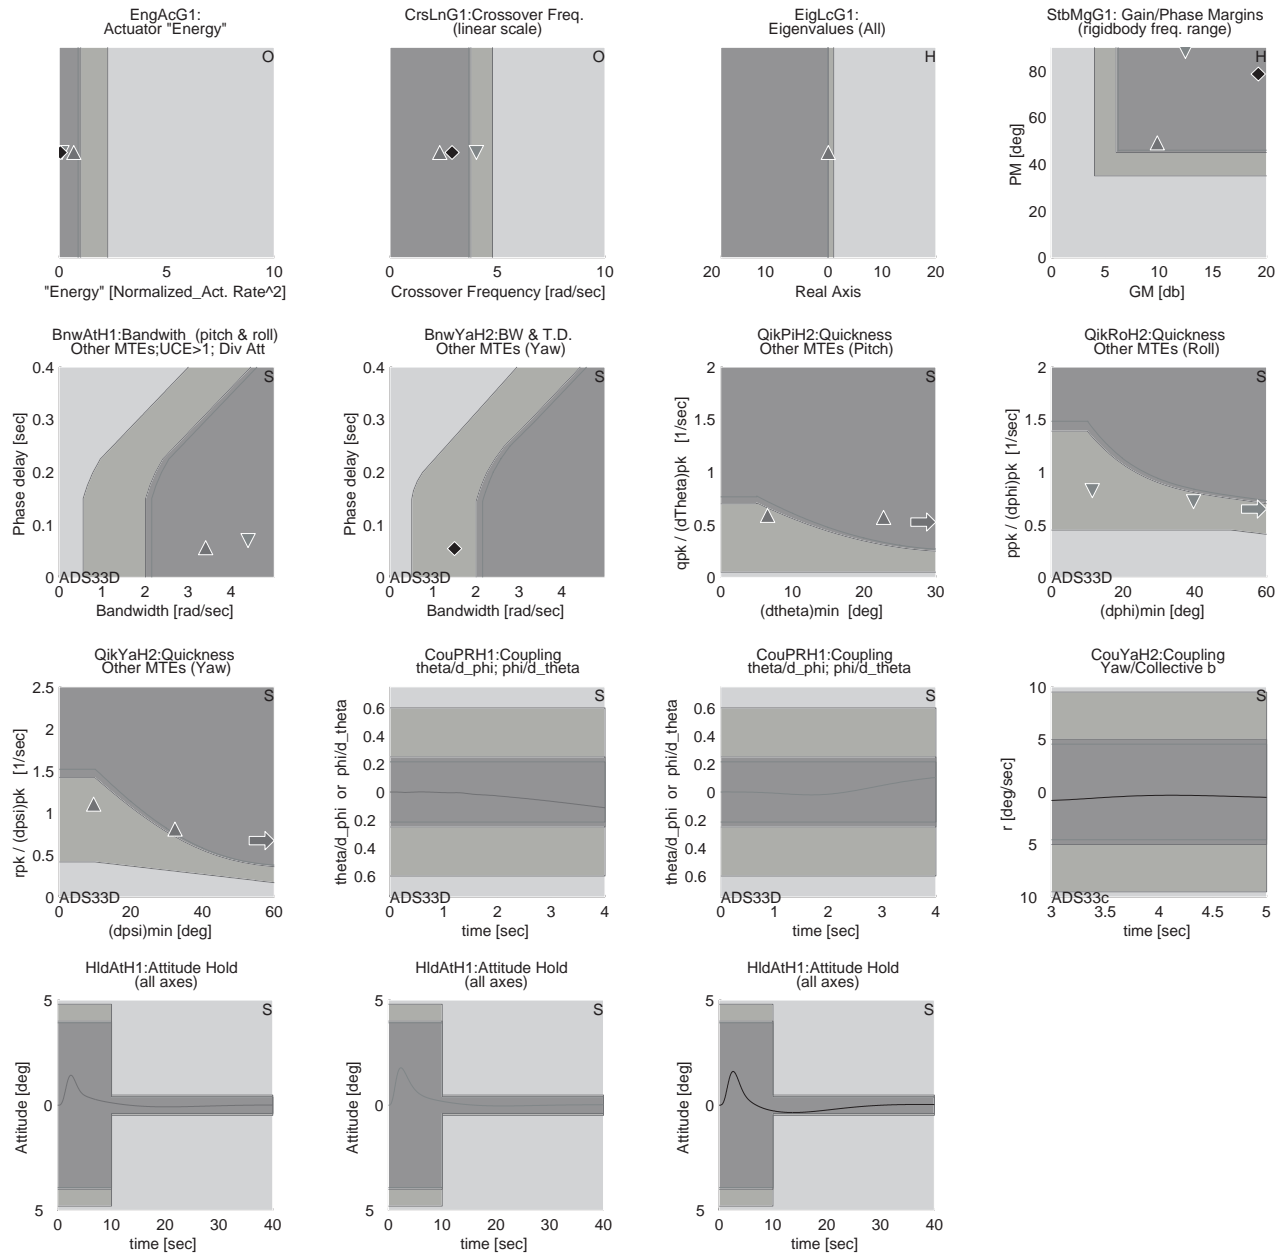 EngAcG1:
Actuator "Energy"
O
0 5 10
"Energy" [Normalized_Act. Rate^2]
CrsLnG1:Crossover Freq.
(linear scale)
O
0 5 10
Crossover Frequency [rad/sec]
EigLcG1:
Eigenvalues (All)
H
20 10 0 10 20
Real Axis
StbMgG1: Gain/Phase Margins
(rigidbody freq. range)
H
80
60
40
20
0
PM [deg]
0 5 10 15 20
GM [db]
BnwAtH1:Bandwith (pitch & roll)
Other MTEs;UCE>1; Div Att
S
0.4
0.3
0.2
0.1
0
Phase delay [sec]
ADS33D
0 2 4
Bandwidth [rad/sec]
BnwYaH2:BW & T.D.
Other MTEs (Yaw)
S
0.4
0.3
0.2
0.1
0
Phase delay [sec]
ADS33D
0 2 4
Bandwidth [rad/sec]
QikPiH2:Quickness
Other MTEs (Pitch)
S
2
1.5
1
0.5
0
qpk / (dTheta)pk [1/sec]
0 10 20 30
(dtheta)min [deg]
QikRoH2:Quickness
Other MTEs (Roll)
S
2
1.5
1
0.5
0
ppk / (dphi)pk [1/sec]
ADS33D
0 20 40 60
(dphi)min [deg]
QikYaH2:Quickness
Other MTEs (Yaw)
S
2.5
2
1.5
1
0.5
0
rpk / (dpsi)pk [1/sec]
ADS33D
0 20 40 60
(dpsi)min [deg]
CouPRH1:Coupling
theta/d_phi; phi/d_theta
S
0.6
0.4
0.2
0
0.2
0.4
0.6
theta/d_phi or phi/d_theta
ADS33D
0 1 2 3 4
time [sec]
CouPRH1:Coupling
theta/d_phi; phi/d_theta
S
0.6
0.4
0.2
0
0.2
0.4
0.6
theta/d_phi or phi/d_theta
ADS33D
0 1 2 3 4
time [sec]
CouYaH2:Coupling
Yaw/Collective b
S
10
5
0
5
10
r [deg/sec]
ADS33c
3 3.5 4 4.5 5
time [sec]
HldAtH1:Attitude Hold
(all axes)
S
5
0
5
Attitude [deg]
0 10 20 30 40
time [sec]
HldAtH1:Attitude Hold
(all axes)
S
5
0
5
Attitude [deg]
0 10 20 30 40
time [sec]
HldAtH1:Attitude Hold
(all axes)
S
5
0
5
Attitude [deg]
0 10 20 30 40
time [sec]